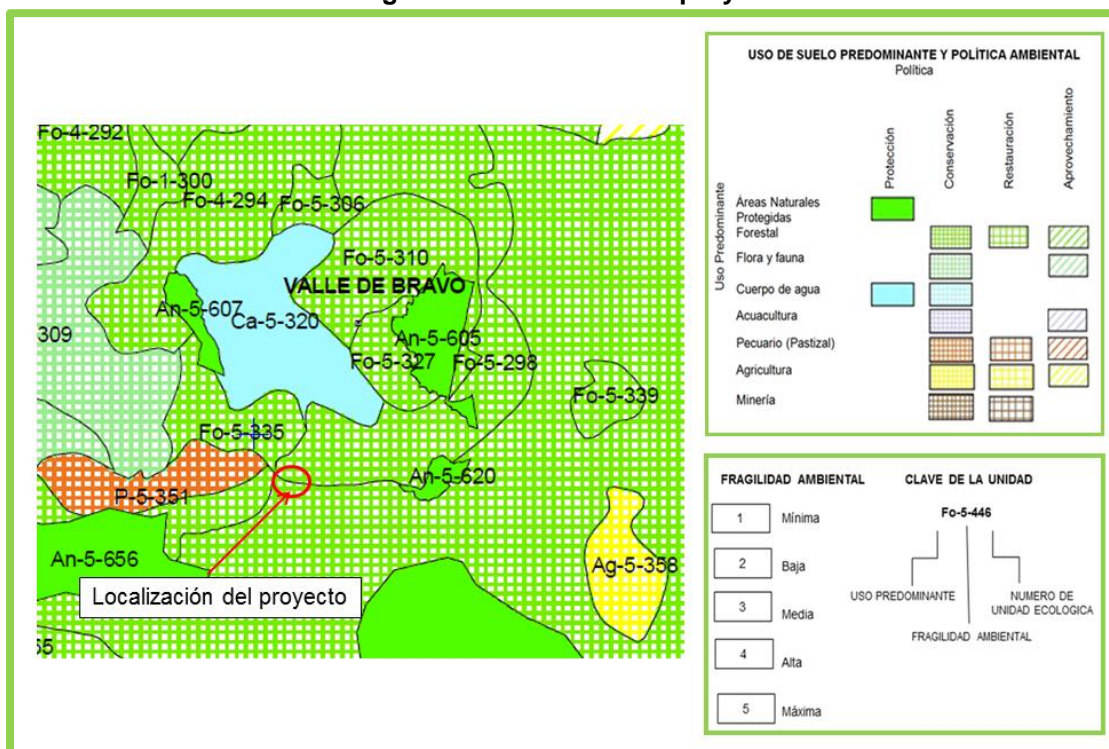 Fo-4-292
Fo-1-300
Fo-4-294
Fo-5-306
Fo-5-310
VALLE DE BRAVO
An-5-607
Ca-5-320
An-5-605
309
Fo-5-327
Fo-5-298
Fo-5-339
Fo-5-335
P-5-351
An-5-620
An-5-656
Ag-5-358
Localización del proyecto
USO DE SUELO PREDOMINANTE Y POLÍTICA AMBIENTAL
Política
Protección
Conservación
Restauración
Aprovechamiento
Uso Predominante
Áreas Naturales
Protegidas
Forestal
Flora y fauna
Cuerpo de agua
Acuacultura
Pecuario (Pastizal)
Agricultura
Minería
FRAGILIDAD AMBIENTAL
1 Mínima
2 Baja
3 Media
4 Alta
5 Máxima
CLAVE DE LA UNIDAD
Fo-5-446
USO PREDOMINANTE
NUMERO DE
UNIDAD ECOLOGICA
FRAGILIDAD AMBIENTAL